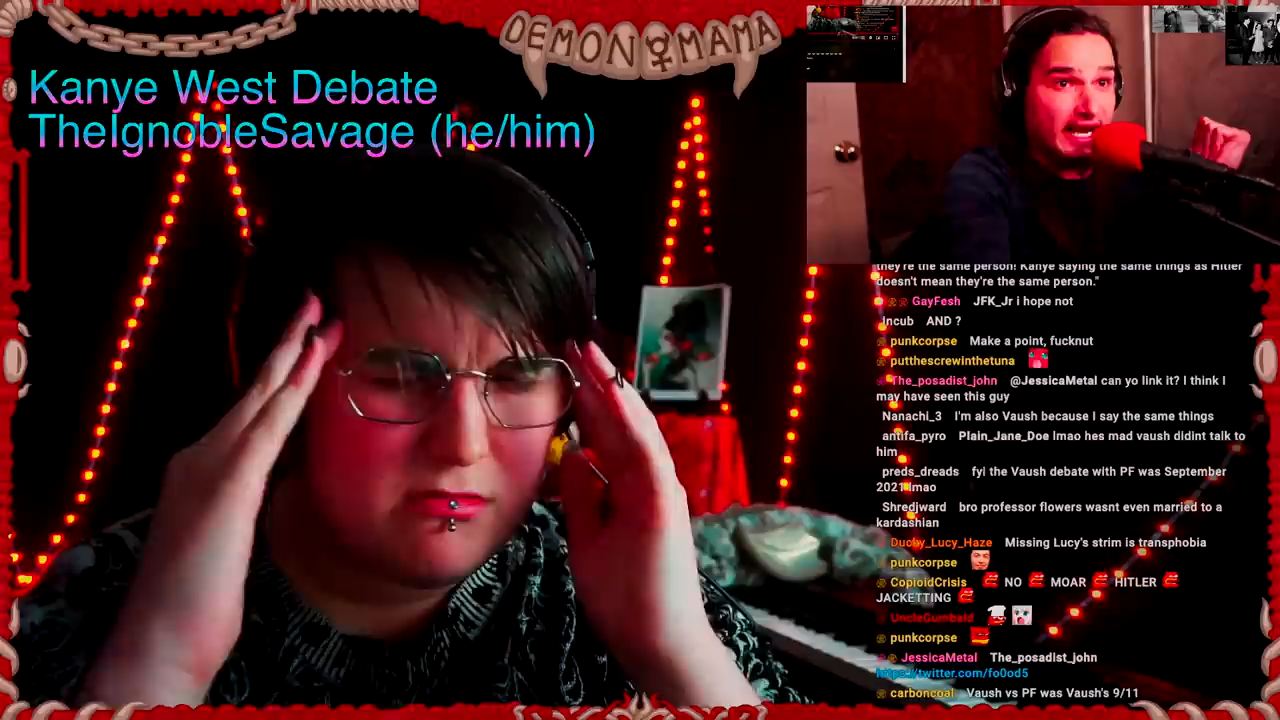 DEMON MAMA
Kanye West Debate
TheIgnobleSavage (he/him)
they're the same person! Kanye saying the same things as Hitler
doesn't mean they're the same person."
GayFesh JFK_Jr i hope not
Incub AND ?
punkcorpse Make a point, fucknut
putthescrewinthetuna
The_posadist_john @JessicaMetal can yo link it? I think I
may have seen this guy
Nanachi_3 I'm also Vaush because I say the same things
antifa_pyro Plain_Jane_Doe lmao hes mad vaush didint talk to
him
preds_dreads fyi the Vaush debate with PF was September
2021 lmao
Shredjward bro professor flowers wasnt even married to a
kardashian
Ducby_Lucy_Haze Missing Lucy's strim is transphobia
punkcorpse
CopioidCrisis NO MOAR HITLER
JACKETTING
UncleGumbald
punkcorpse
JessicaMetal The_posadist_john
https://twitter.com/fo0od5
carboncoal Vaush vs PF was Vaush's 9/11